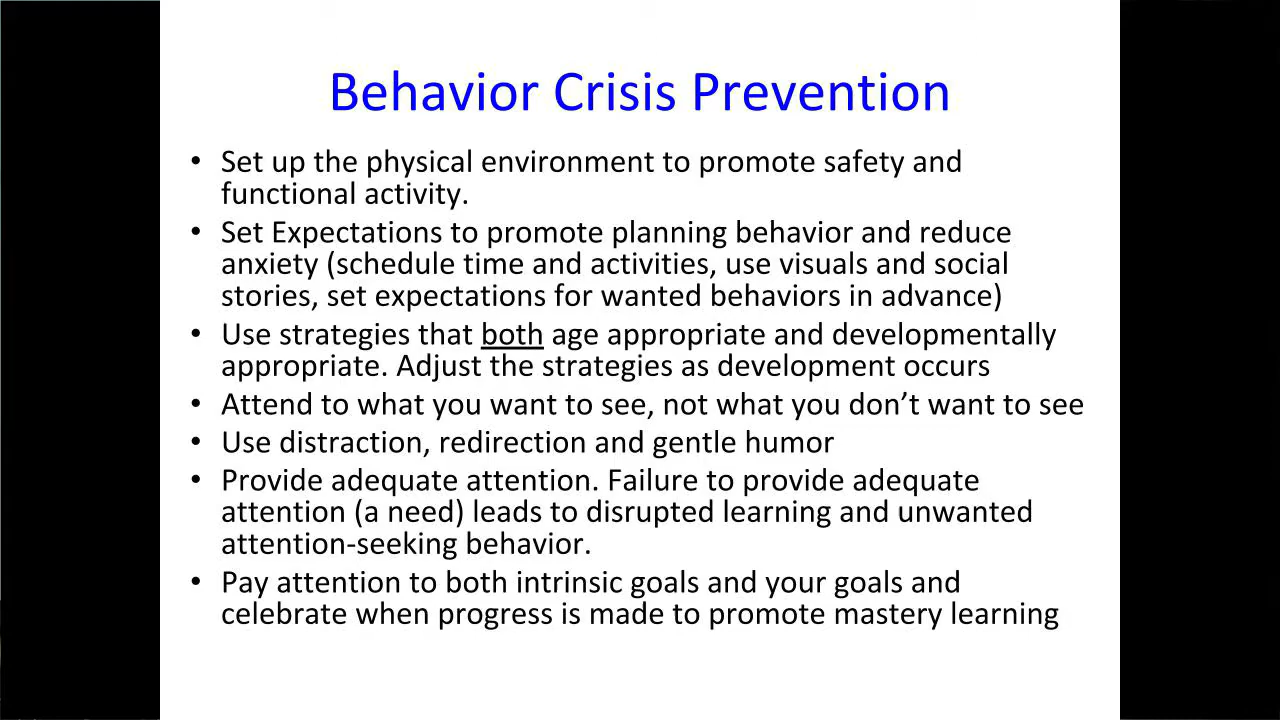 Behavior Crisis Prevention
• Set up the physical environment to promote safety and
functional activity.
• Set Expectations to promote planning behavior and reduce
anxiety (schedule time and activities, use visuals and social
stories, set expectations for wanted behaviors in advance)
• Use strategies that both age appropriate and developmentally
appropriate. Adjust the strategies as development occurs
• Attend to what you want to see, not what you don’t want to see
• Use distraction, redirection and gentle humor
• Provide adequate attention. Failure to provide adequate
attention (a need) leads to disrupted learning and unwanted
attention-seeking behavior.
• Pay attention to both intrinsic goals and your goals and
celebrate when progress is made to promote mastery learning